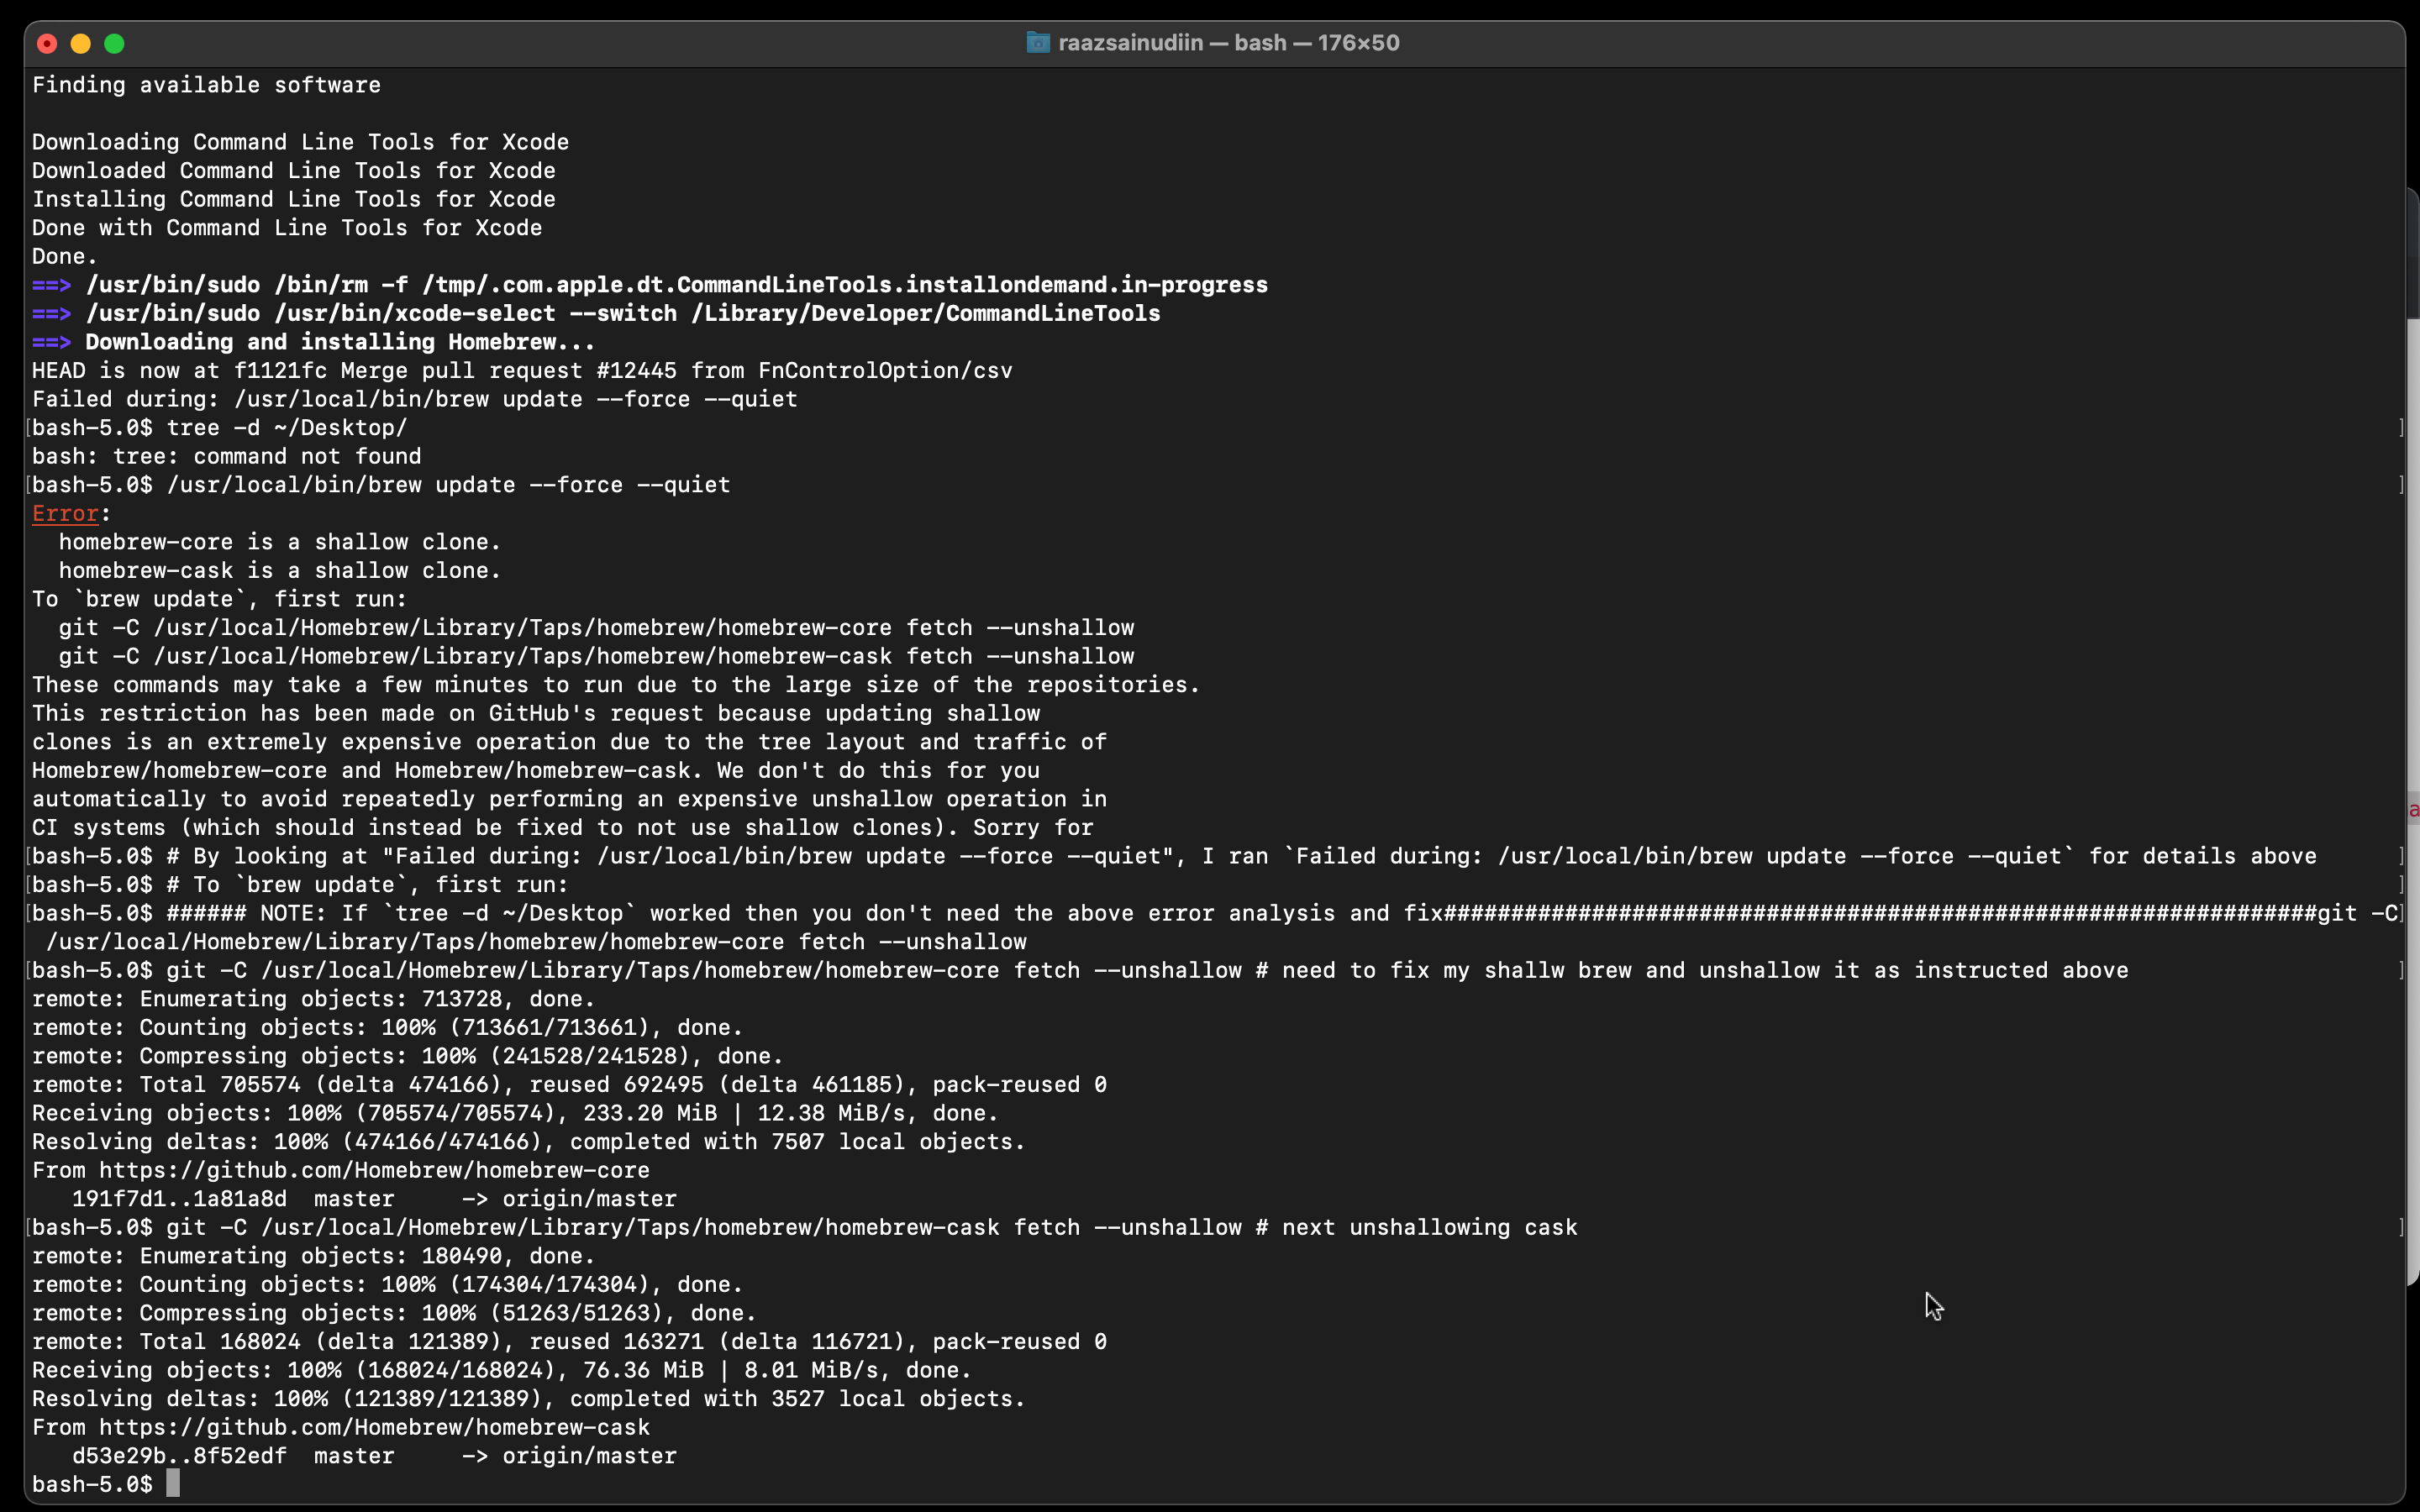 raazsainudiin — bash — 176×50
Finding available software
Downloading Command Line Tools for Xcode
Downloaded Command Line Tools for Xcode
Installing Command Line Tools for Xcode
Done with Command Line Tools for Xcode
Done.
==> /usr/bin/sudo /bin/rm -f /tmp/.com.apple.dt.CommandLineTools.installondemand.in-progress
==> /usr/bin/sudo /usr/bin/xcode-select --switch /Library/Developer/CommandLineTools
==> Downloading and installing Homebrew...
HEAD is now at f1121fc Merge pull request #12445 from FnControlOption/csv
Failed during: /usr/local/bin/brew update --force --quiet
[bash-5.0$ tree -d ~/Desktop/ ]
bash: tree: command not found
[bash-5.0$ /usr/local/bin/brew update --force --quiet ]
Error:
  homebrew-core is a shallow clone.
  homebrew-cask is a shallow clone.
To `brew update`, first run:
  git -C /usr/local/Homebrew/Library/Taps/homebrew/homebrew-core fetch --unshallow
  git -C /usr/local/Homebrew/Library/Taps/homebrew/homebrew-cask fetch --unshallow
These commands may take a few minutes to run due to the large size of the repositories.
This restriction has been made on GitHub's request because updating shallow
clones is an extremely expensive operation due to the tree layout and traffic of
Homebrew/homebrew-core and Homebrew/homebrew-cask. We don't do this for you
automatically to avoid repeatedly performing an expensive unshallow operation in
CI systems (which should instead be fixed to not use shallow clones). Sorry for
[bash-5.0$ # By looking at "Failed during: /usr/local/bin/brew update --force --quiet", I ran `Failed during: /usr/local/bin/brew update --force --quiet` for details above ]
[bash-5.0$ # To `brew update`, first run: ]
[bash-5.0$ ###### NOTE: If `tree -d ~/Desktop` worked then you don't need the above error analysis and fix#################################################################git -C]
 /usr/local/Homebrew/Library/Taps/homebrew/homebrew-core fetch --unshallow
[bash-5.0$ git -C /usr/local/Homebrew/Library/Taps/homebrew/homebrew-core fetch --unshallow # need to fix my shallw brew and unshallow it as instructed above ]
remote: Enumerating objects: 713728, done.
remote: Counting objects: 100% (713661/713661), done.
remote: Compressing objects: 100% (241528/241528), done.
remote: Total 705574 (delta 474166), reused 692495 (delta 461185), pack-reused 0
Receiving objects: 100% (705574/705574), 233.20 MiB | 12.38 MiB/s, done.
Resolving deltas: 100% (474166/474166), completed with 7507 local objects.
From https://github.com/Homebrew/homebrew-core
   191f7d1..1a81a8d  master     -> origin/master
[bash-5.0$ git -C /usr/local/Homebrew/Library/Taps/homebrew/homebrew-cask fetch --unshallow # next unshallowing cask ]
remote: Enumerating objects: 180490, done.
remote: Counting objects: 100% (174304/174304), done.
remote: Compressing objects: 100% (51263/51263), done.
remote: Total 168024 (delta 121389), reused 163271 (delta 116721), pack-reused 0
Receiving objects: 100% (168024/168024), 76.36 MiB | 8.01 MiB/s, done.
Resolving deltas: 100% (121389/121389), completed with 3527 local objects.
From https://github.com/Homebrew/homebrew-cask
   d53e29b..8f52edf  master     -> origin/master
bash-5.0$